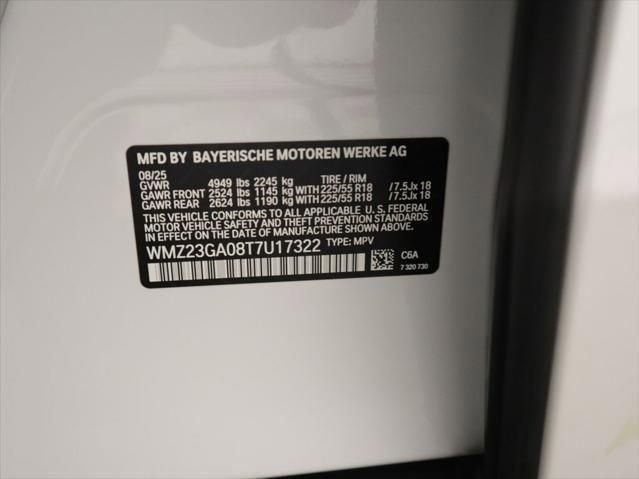 MFD BY BAYERISCHE MOTOREN WERKE AG
08/25
GVWR 4949 lbs 2245 kg TIRE / RIM
GAWR FRONT 2524 lbs 1145 kg WITH 225/55 R18 /7.5Jx 18
GAWR REAR 2624 lbs 1190 kg WITH 225/55 R18 /7.5Jx 18
THIS VEHICLE CONFORMS TO ALL APPLICABLE U. S. FEDERAL
MOTOR VEHICLE SAFETY AND THEFT PREVENTION STANDARDS
IN EFFECT ON THE DATE OF MANUFACTURE SHOWN ABOVE.
WMZ23GA08T7U17322 TYPE: MPV
C6A
7 320 730